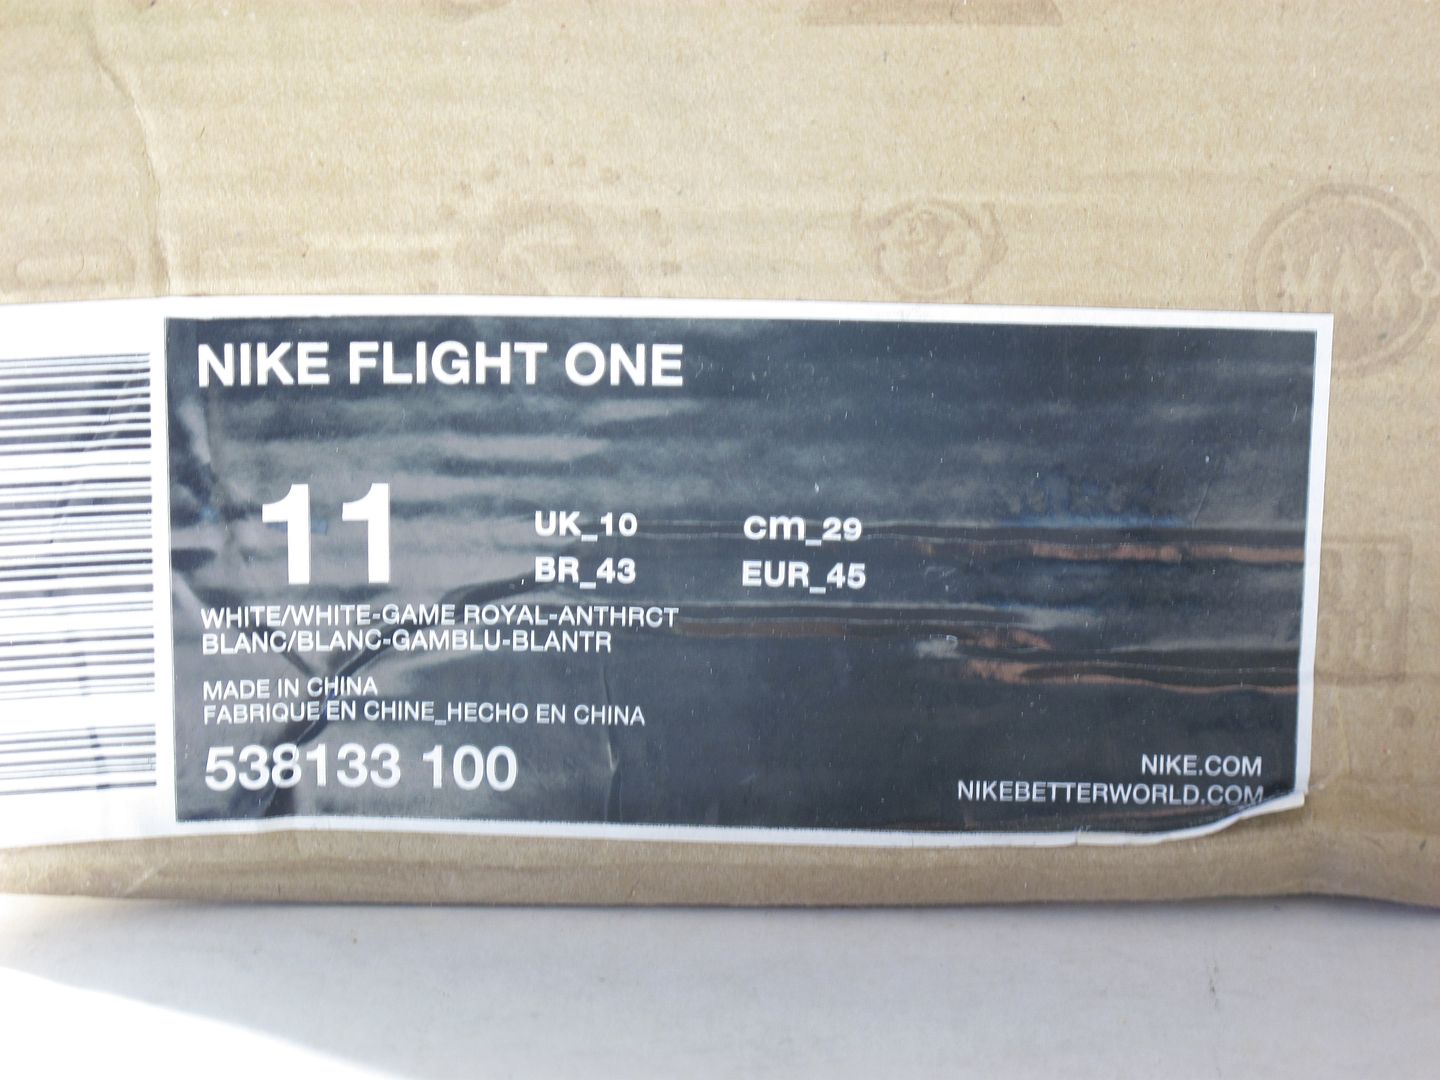 NIKE FLIGHT ONE
11
UK_10 cm_29
BR_43 EUR_45
WHITE/WHITE-GAME ROYAL-ANTHRCT
BLANC/BLANC-GAMBLU-BLANTR
MADE IN CHINA
FABRIQUE EN CHINE_HECHO EN CHINA
538133 100
NIKE.COM
NIKEBETTERWORLD.COM
MAX